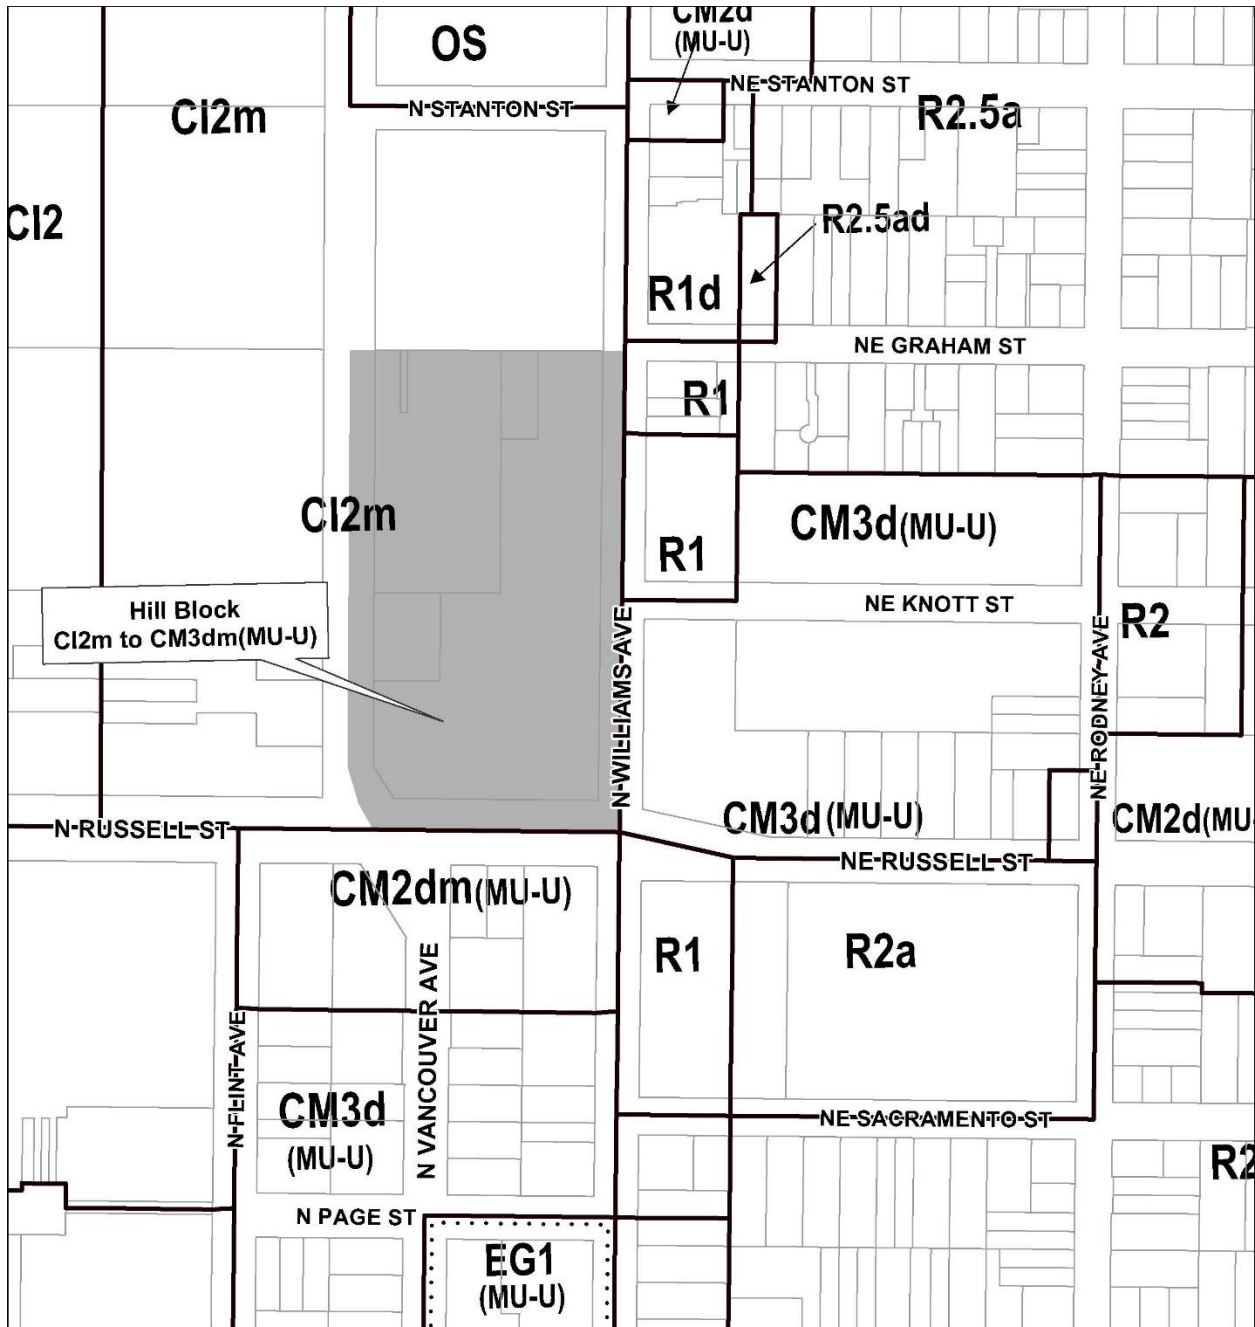 CM2d
(MU-U)
OS
NE STANTON ST
N STANTON ST
CI2m
R2.5a
CI2
R2.5ad
R1d
NE GRAHAM ST
R1
CI2m
CM3d(MU-U)
R1
Hill Block
CI2m to CM3dm(MU-U)
NE KNOTT ST
R2
N WILLIAMS AVE
NE RODNEY AVE
N RUSSELL ST
CM3d (MU-U)
CM2d(MU-
NE RUSSELL ST
CM2dm(MU-U)
R1
R2a
N FLINT AVE
N VANCOUVER AVE
CM3d
(MU-U)
NE SACRAMENTO ST
R2
N PAGE ST
EG1
(MU-U)